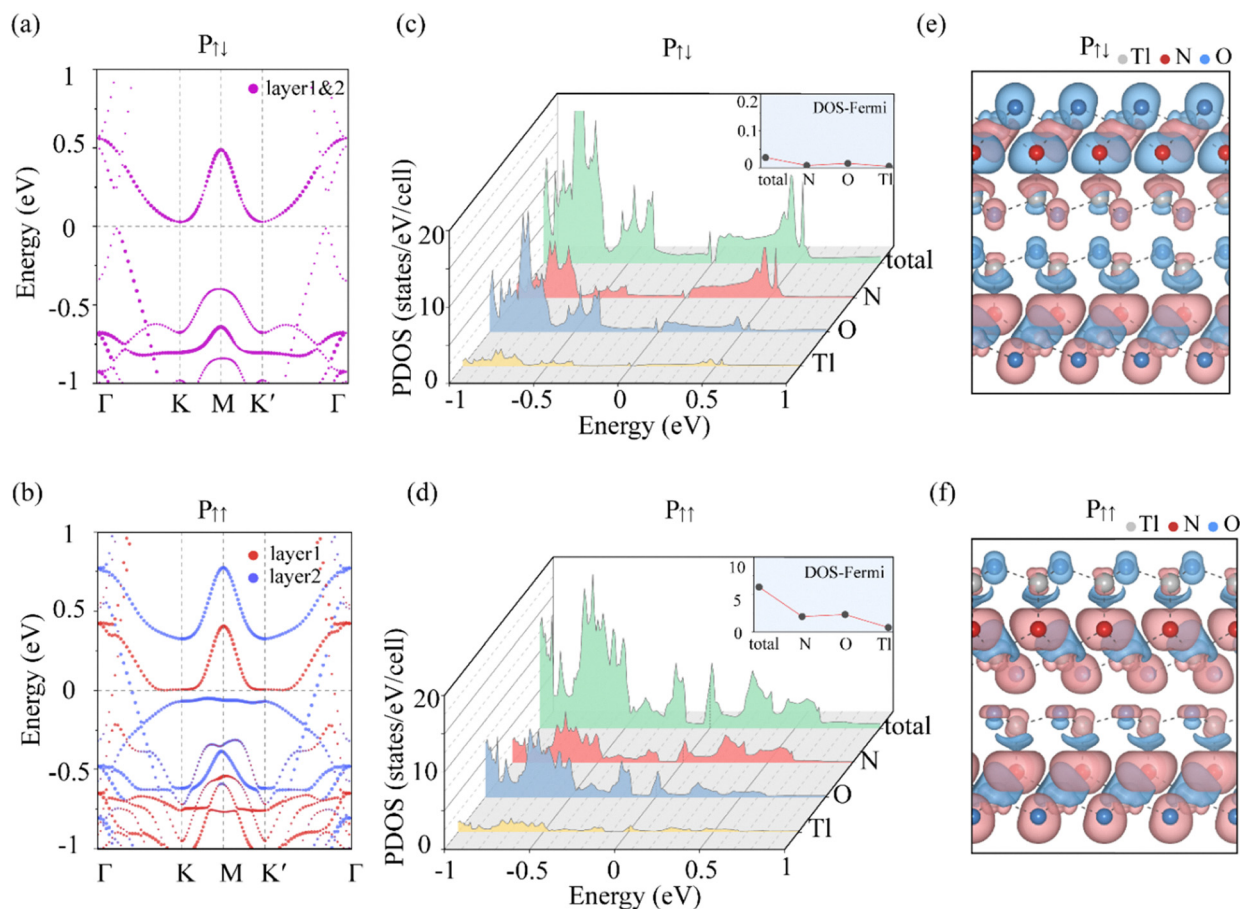 (a)
P↑↓
layer1&2
Energy (eV)
1
0.5
0
-0.5
-1
Γ K M K′ Γ
(c)
P↑↓
DOS-Fermi
0.2
0.1
0
total N O Tl
PDOS (states/eV/cell)
20
10
0
total
N
O
Tl
-1 -0.5 0 0.5 1
Energy (eV)
(e)
P↑↓ Tl N O
(b)
P↑↑
layer1
layer2
Energy (eV)
1
0.5
0
-0.5
-1
Γ K M K′ Γ
(d)
P↑↑
DOS-Fermi
10
5
0
total N O Tl
PDOS (states/eV/cell)
20
10
0
total
N
O
Tl
-1 -0.5 0 0.5 1
Energy (eV)
(f)
P↑↑ Tl N O